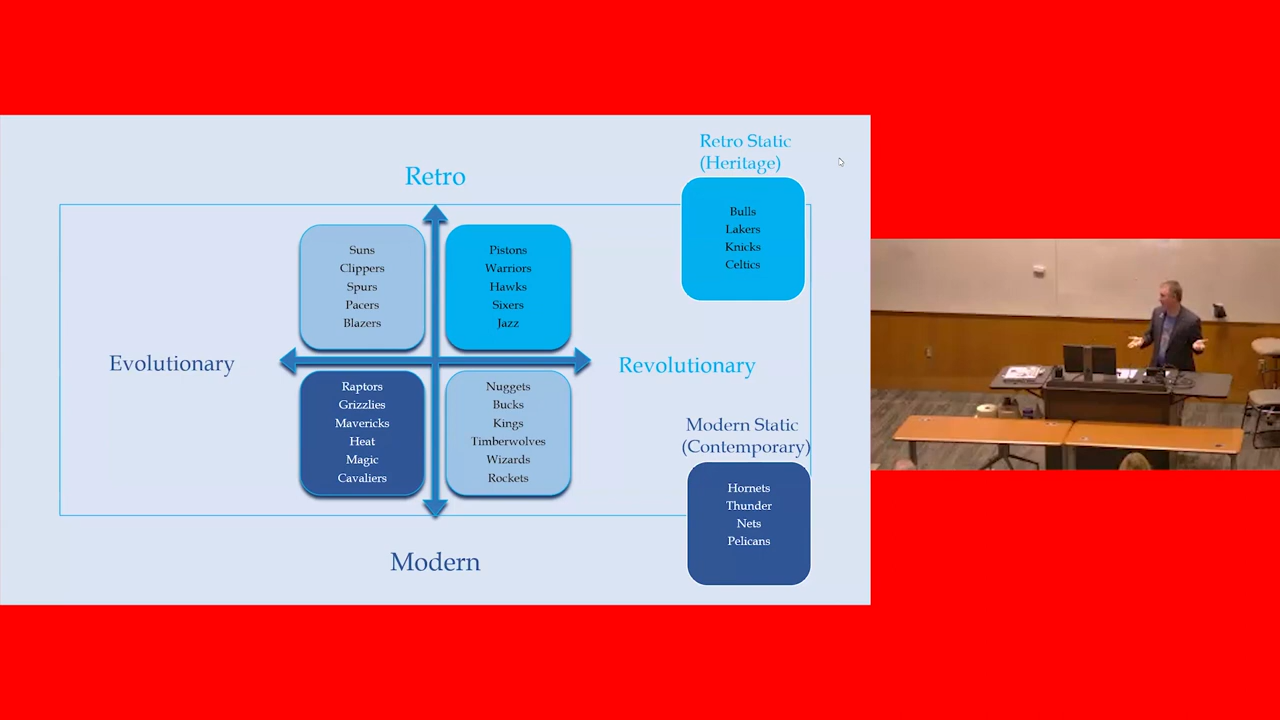 Retro Static
(Heritage)
Retro
Bulls
Lakers
Knicks
Celtics
Suns
Clippers
Spurs
Pacers
Blazers
Pistons
Warriors
Hawks
Sixers
Jazz
Evolutionary
Revolutionary
Raptors
Grizzlies
Mavericks
Heat
Magic
Cavaliers
Nuggets
Bucks
Kings
Timberwolves
Wizards
Rockets
Modern Static
(Contemporary)
Hornets
Thunder
Nets
Pelicans
Modern